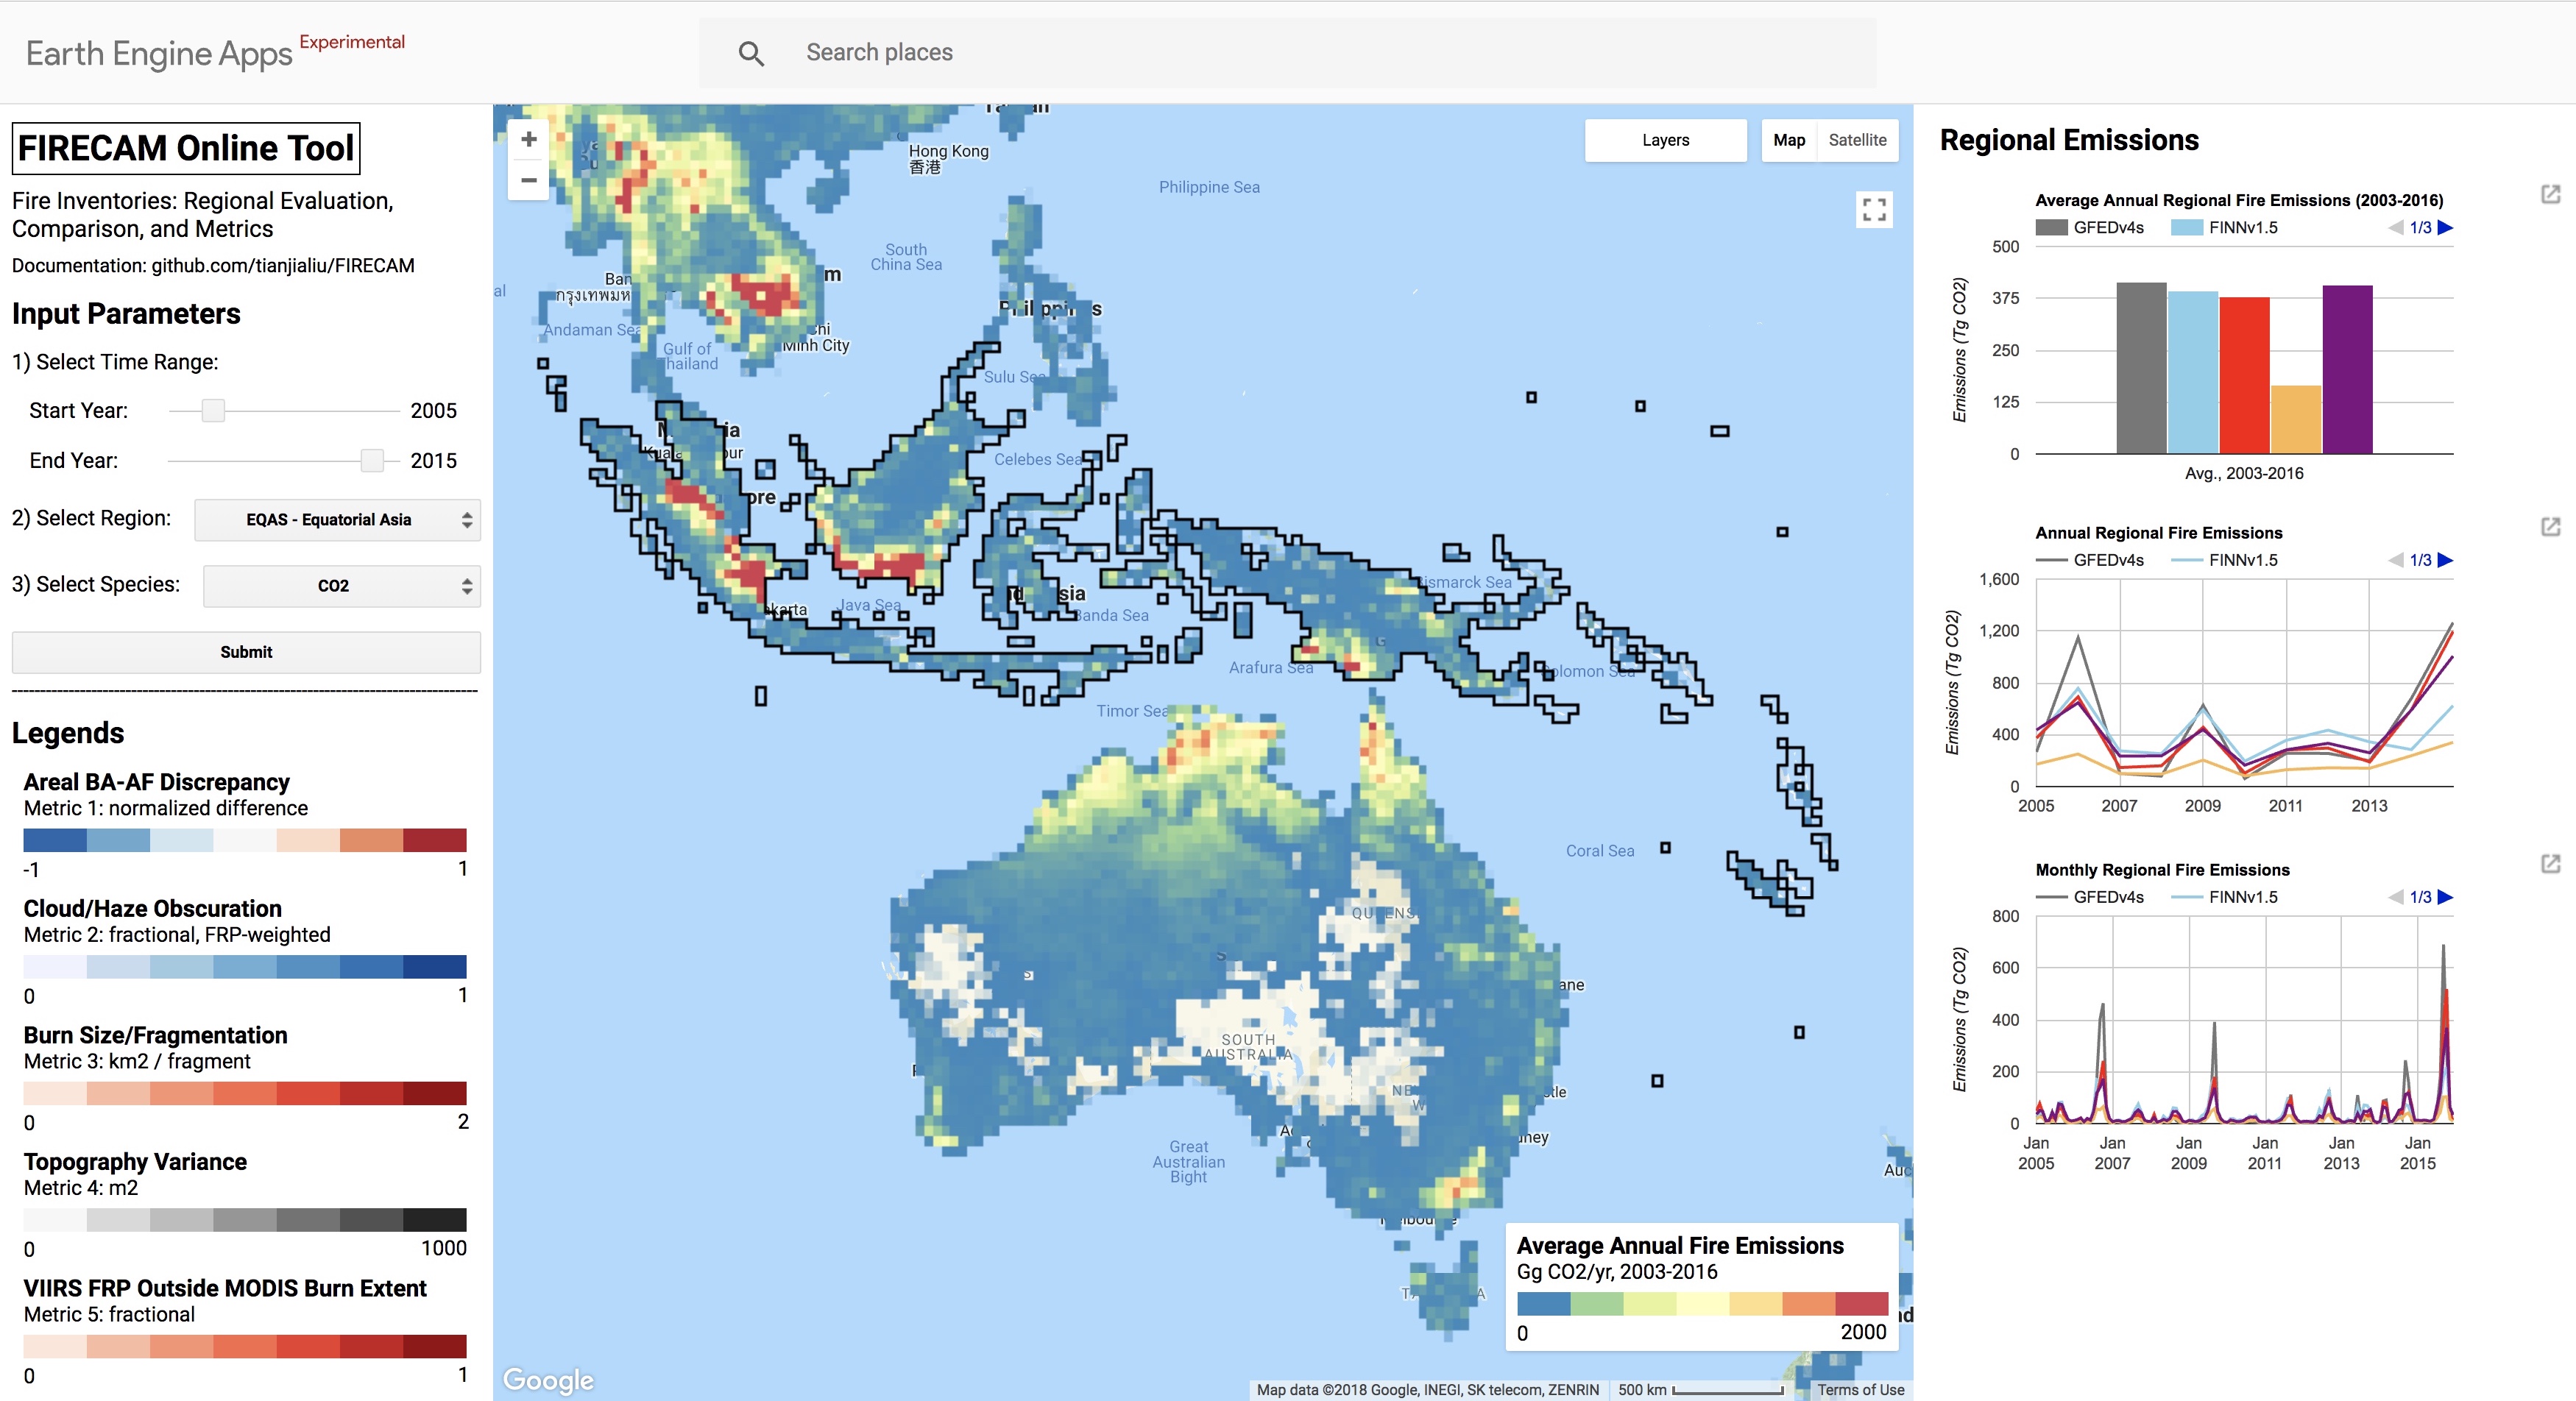 Earth Engine Apps Experimental
Search places
FIRECAM Online Tool
Fire Inventories: Regional Evaluation,
Comparison, and Metrics
Documentation: github.com/tianjialiu/FIRECAM
Input Parameters
1) Select Time Range:
Start Year: 2005
End Year: 2015
2) Select Region: EQAS - Equatorial Asia
3) Select Species: CO2
Submit
Legends
Areal BA-AF Discrepancy
Metric 1: normalized difference
-1 1
Cloud/Haze Obscuration
Metric 2: fractional, FRP-weighted
0 1
Burn Size/Fragmentation
Metric 3: km2 / fragment
0 2
Topography Variance
Metric 4: m2
0 1000
VIIRS FRP Outside MODIS Burn Extent
Metric 5: fractional
0 1
+
−
Layers
Map Satellite
Hong Kong
香港
Philippine Sea
South
China Sea
Andaman Sea
Gulf of
Thailand
Minh City
Philippines
Sulu Sea
Celebes Sea
Java Sea
Banda Sea
Bismarck Sea
Arafura Sea
Solomon Sea
Timor Sea
Coral Sea
SOUTH
AUSTRALIA
Great
Australian
Bight
Average Annual Fire Emissions
Gg CO2/yr, 2003-2016
0 2000
Google
Map data ©2018 Google, INEGI, SK telecom, ZENRIN 500 km Terms of Use
Regional Emissions
Average Annual Regional Fire Emissions (2003-2016)
GFEDv4s FINNv1.5 1/3
Emissions (Tg CO2)
500
375
250
125
0
Avg., 2003-2016
Annual Regional Fire Emissions
GFEDv4s FINNv1.5 1/3
Emissions (Tg CO2)
1,600
1,200
800
400
0
2005 2007 2009 2011 2013
Monthly Regional Fire Emissions
GFEDv4s FINNv1.5 1/3
Emissions (Tg CO2)
800
600
400
200
0
Jan Jan Jan Jan Jan Jan
2005 2007 2009 2011 2013 2015